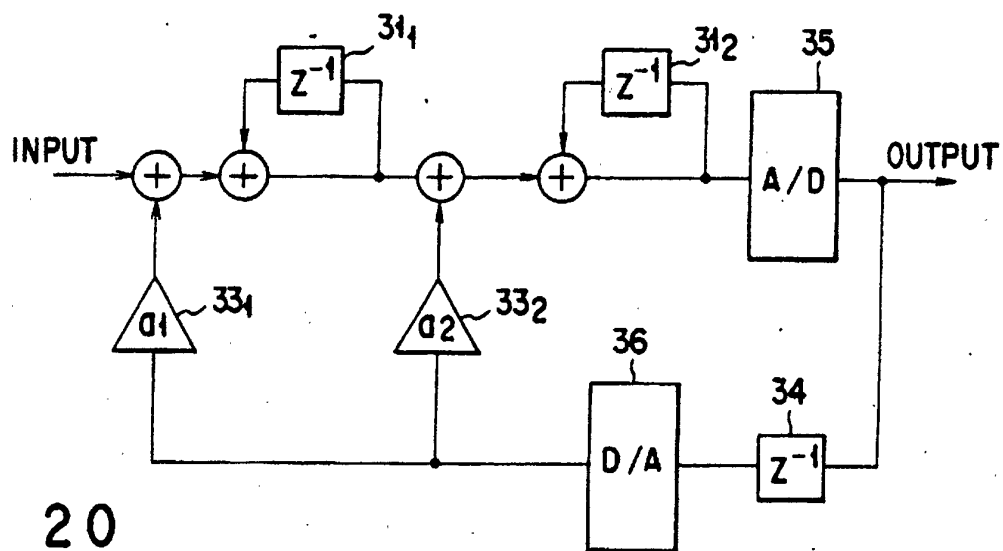 31₁
31₂
35
Z⁻¹
Z⁻¹
INPUT
+
+
+
+
A/D
OUTPUT
a1
33₁
a2
33₂
36
34
D/A
Z⁻¹
20